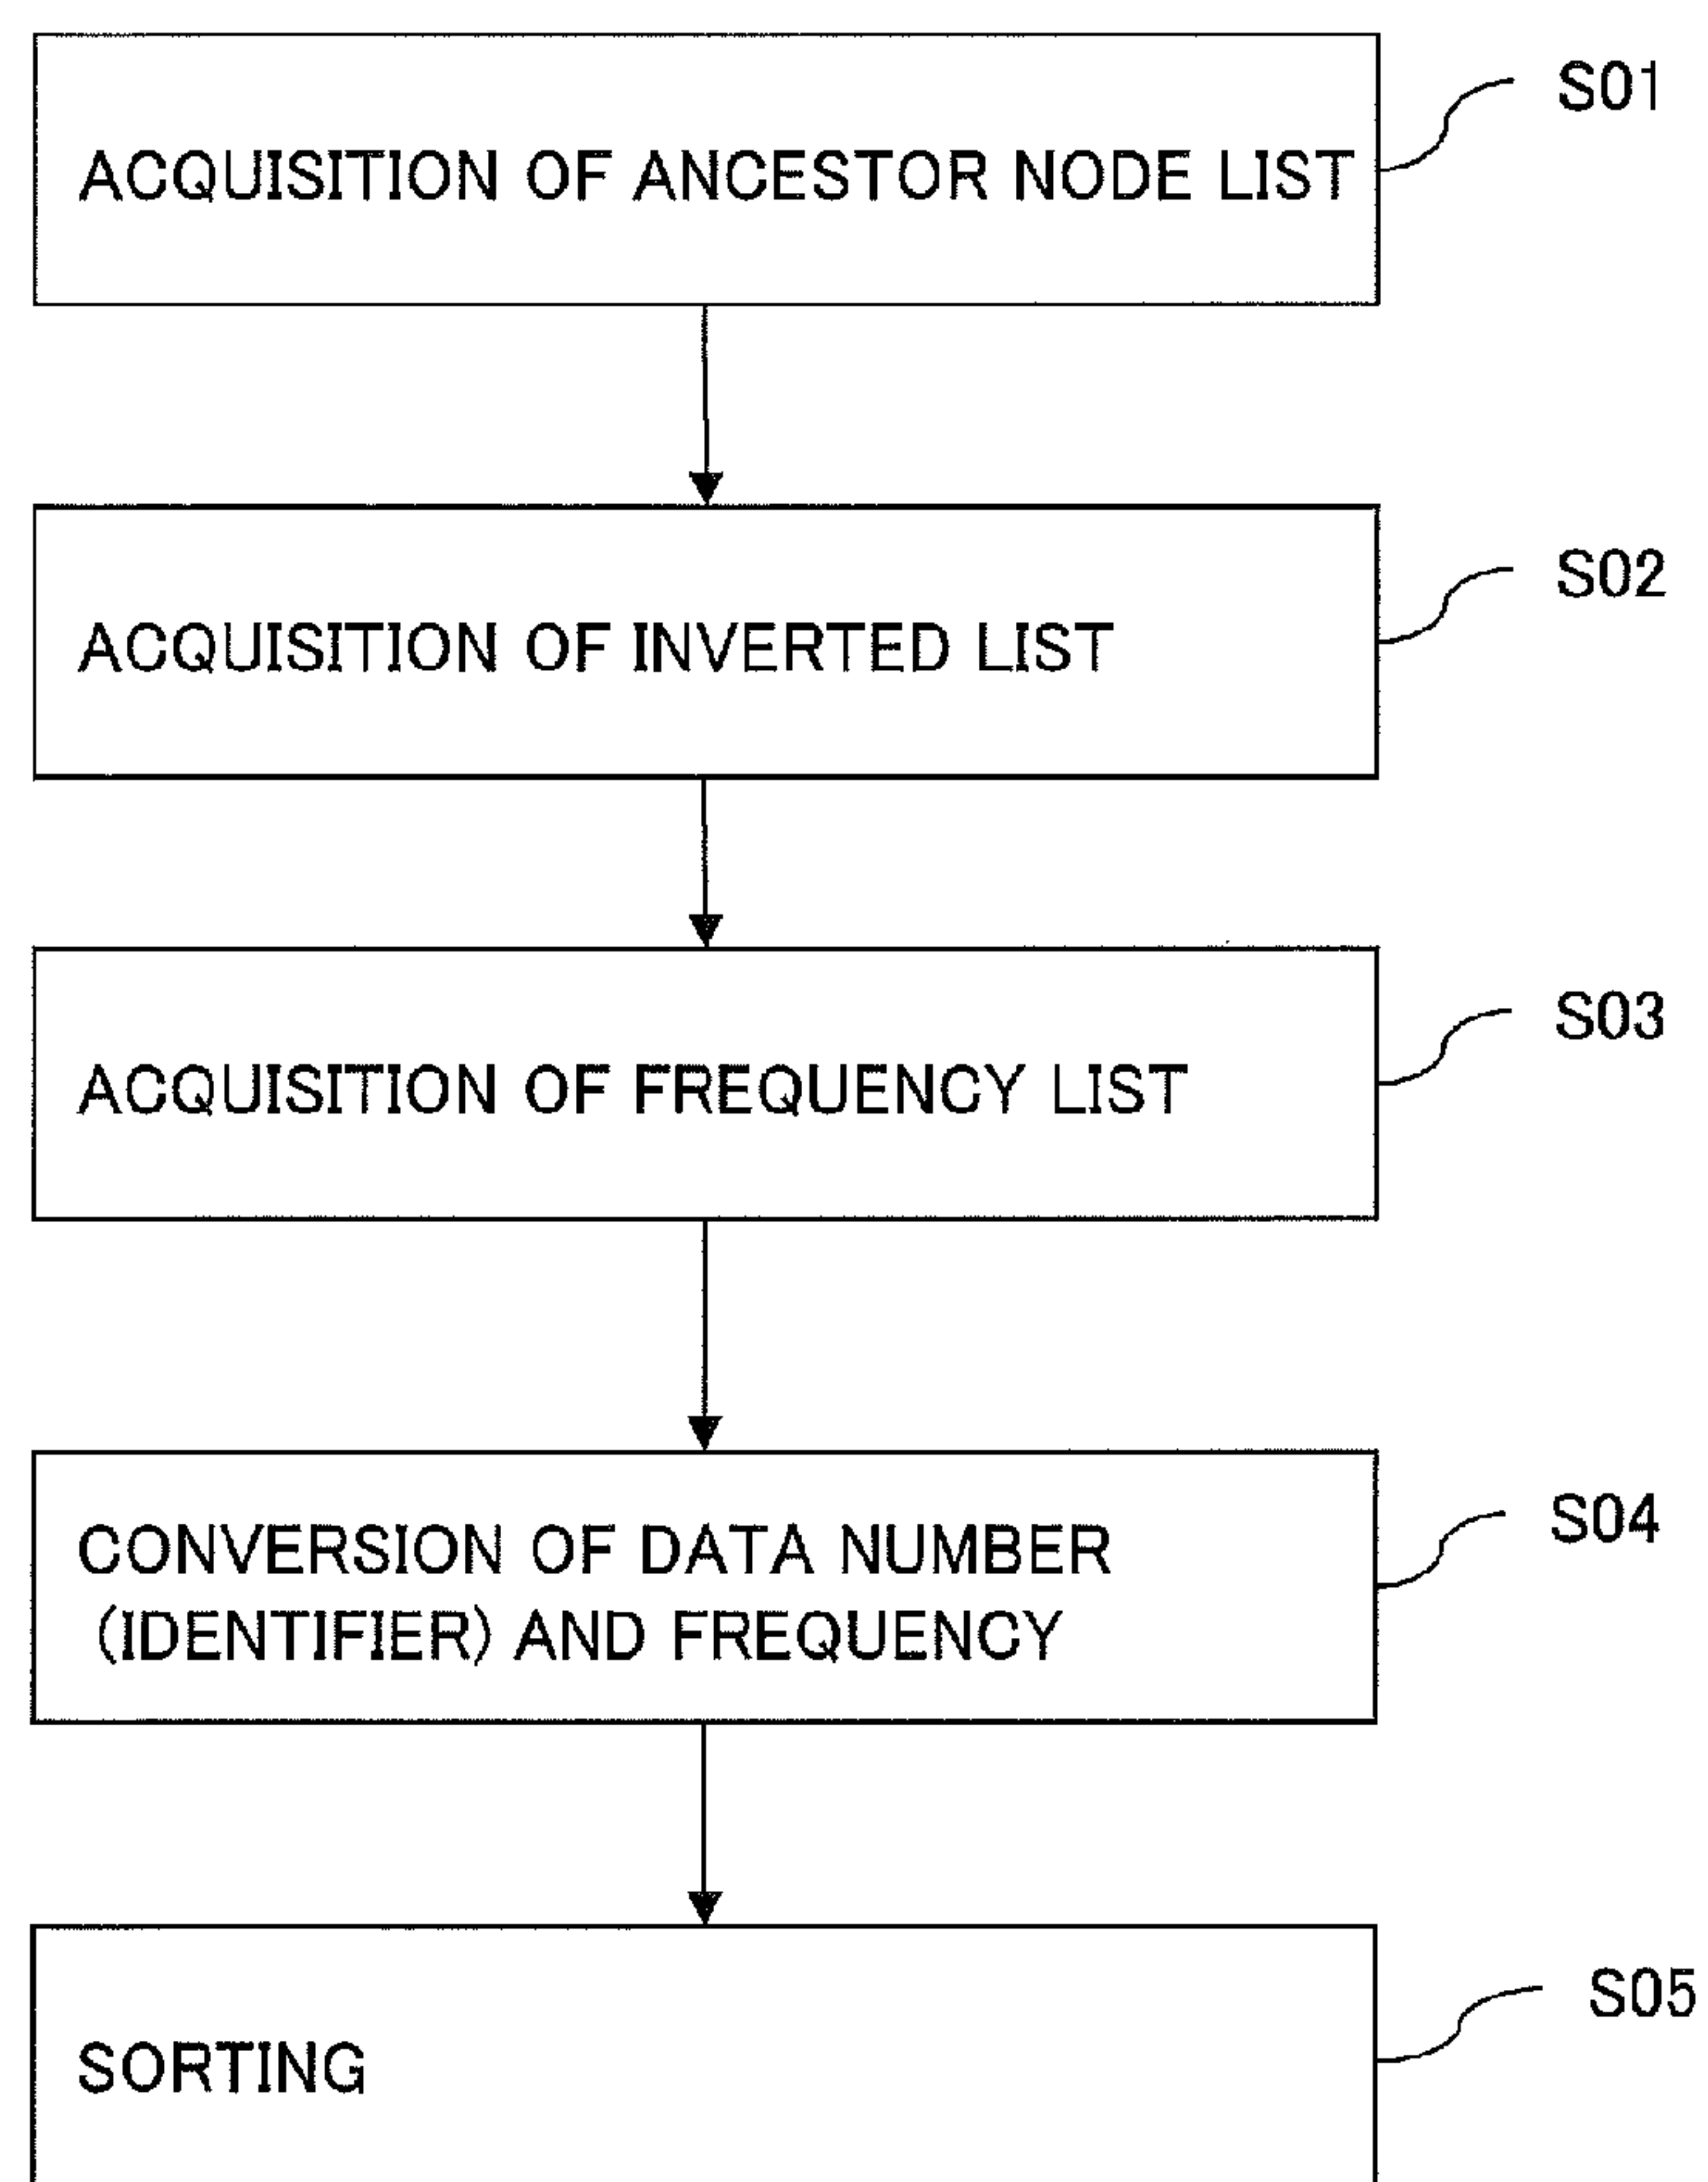 S01
ACQUISITION OF ANCESTOR NODE LIST
S02
ACQUISITION OF INVERTED LIST
S03
ACQUISITION OF FREQUENCY LIST
S04
CONVERSION OF DATA NUMBER
(IDENTIFIER) AND FREQUENCY
S05
SORTING